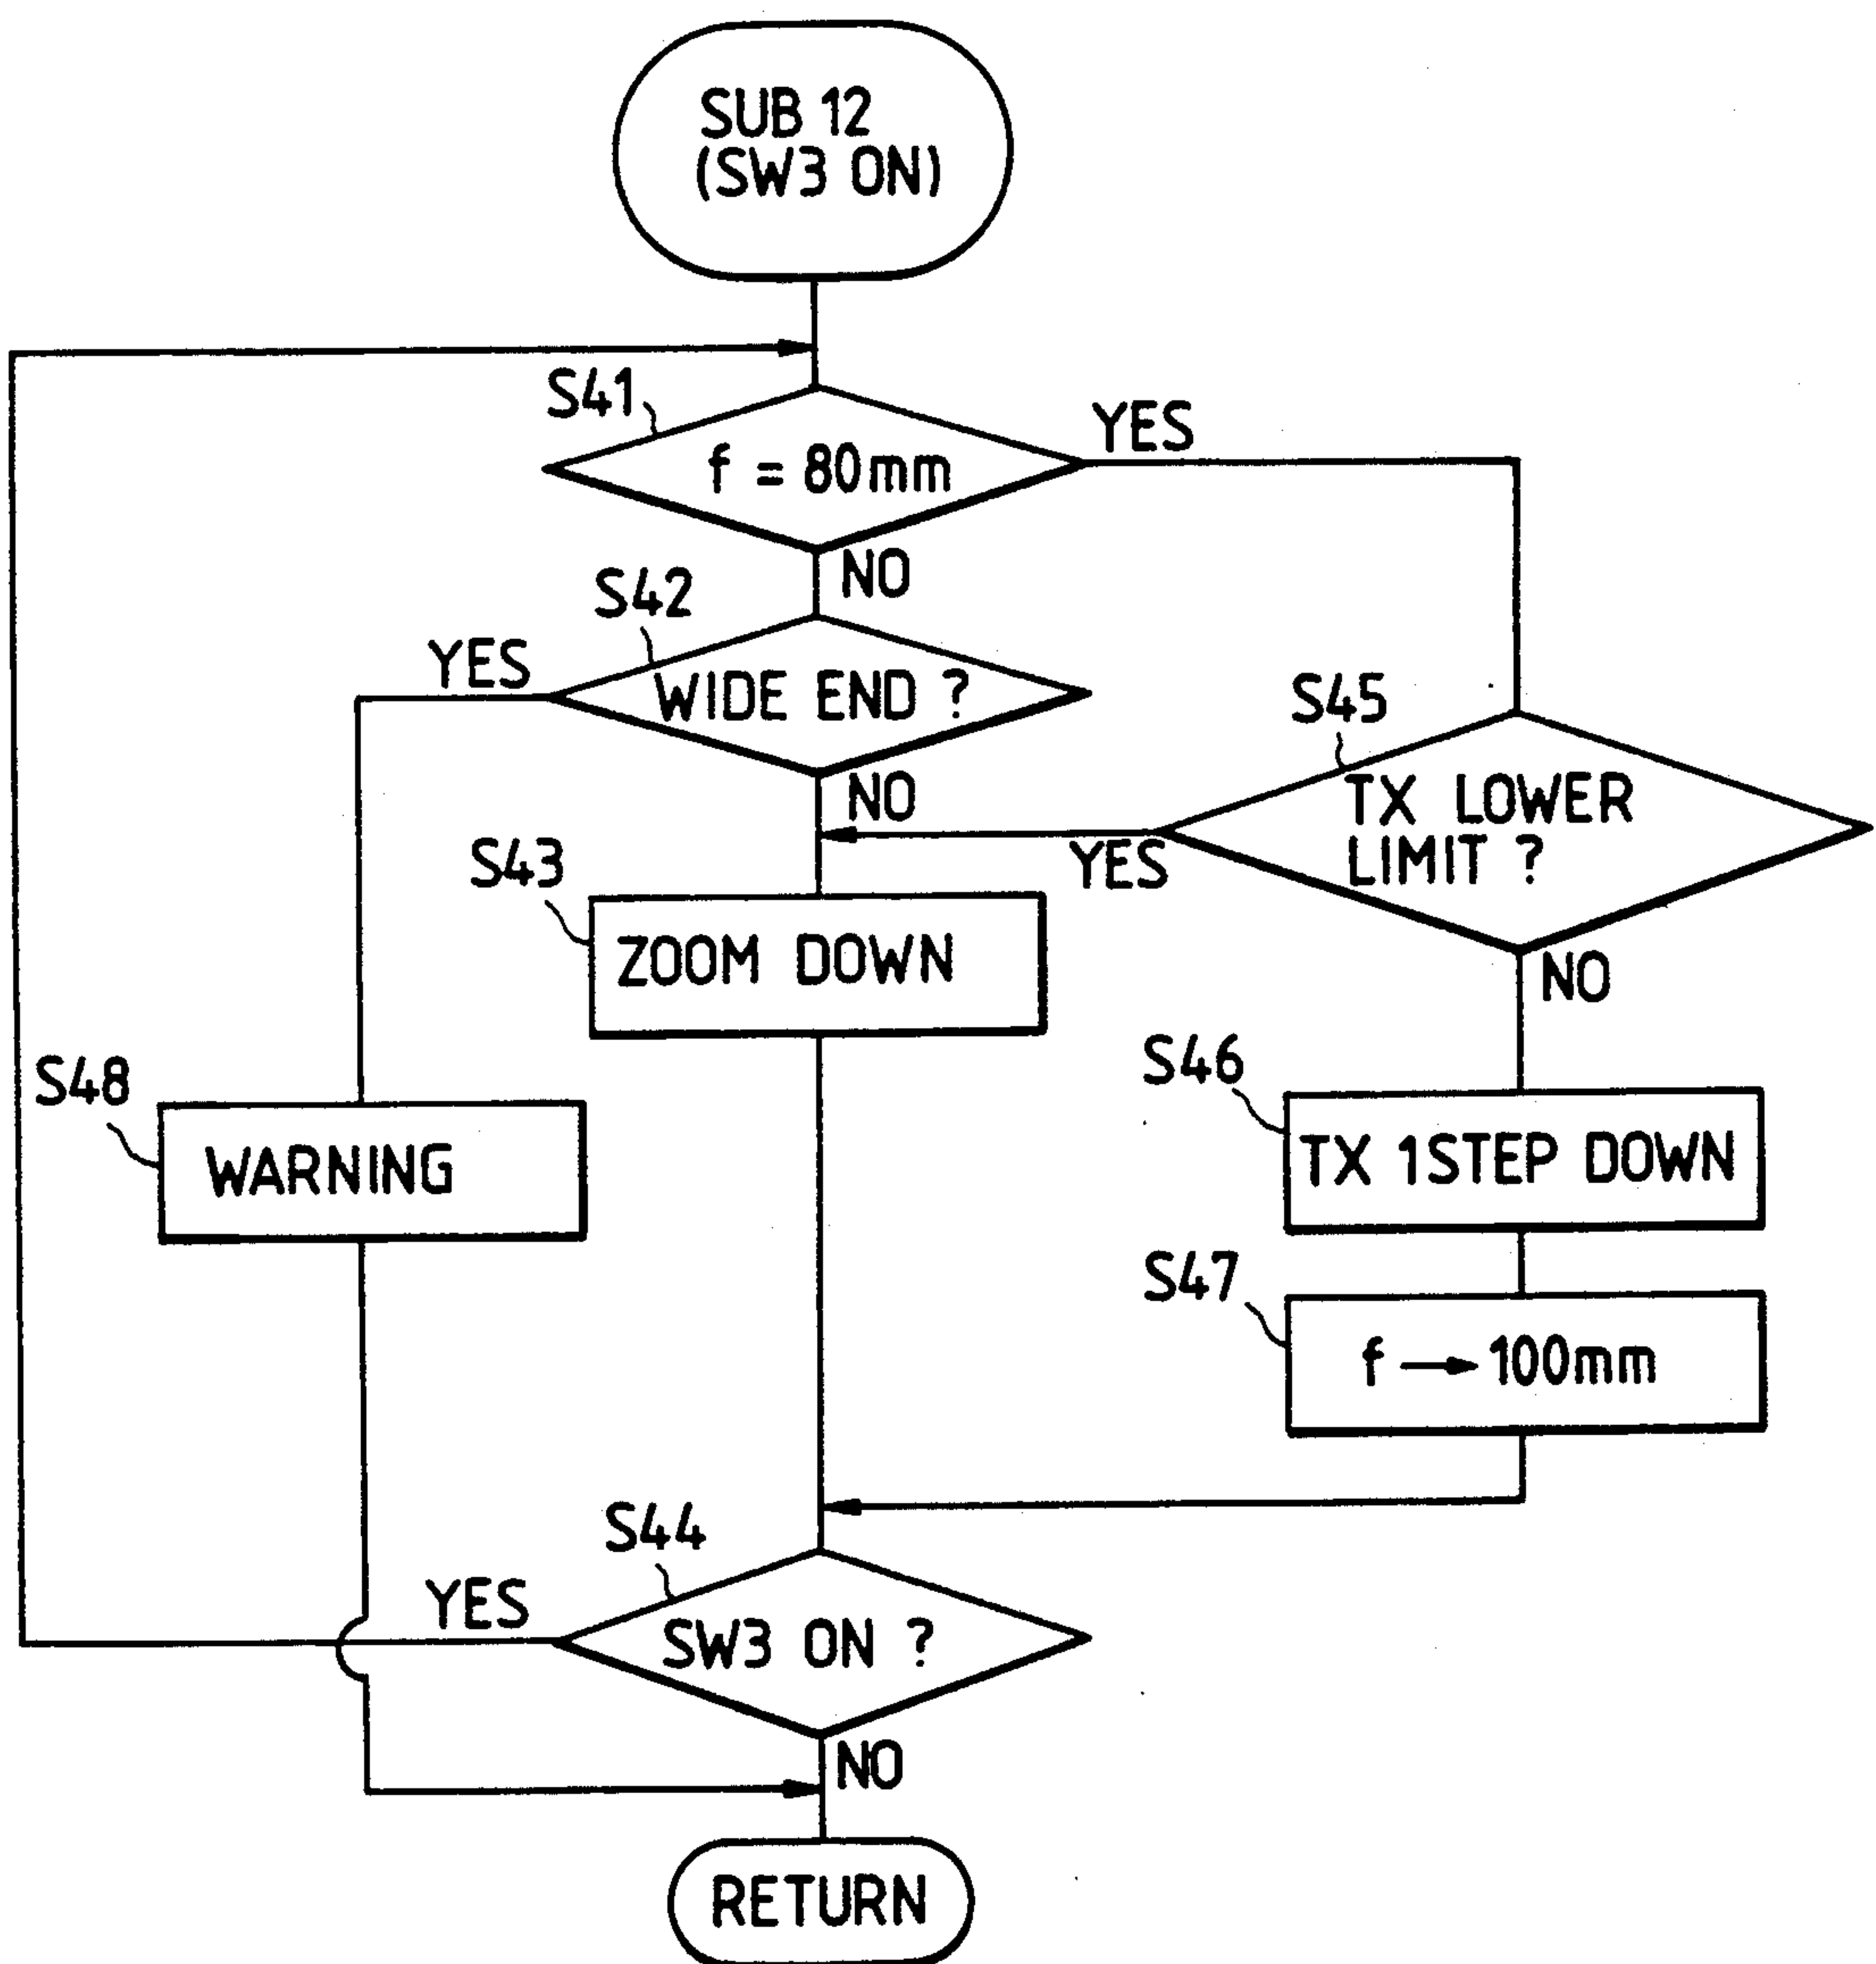 SUB 12
(SW3 ON)
S41
f = 80mm
YES
NO
S42
YES
WIDE END ?
NO
S45
TX LOWER
LIMIT ?
YES
NO
S43
ZOOM DOWN
S48
WARNING
S46
TX 1STEP DOWN
S47
f → 100mm
S44
YES
SW3 ON ?
NO
RETURN